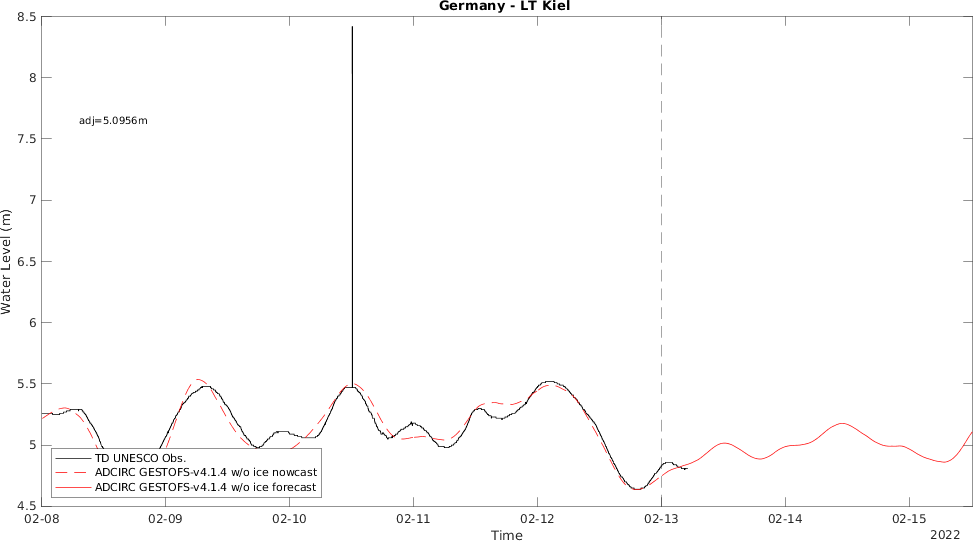 Germany - LT Kiel
8.5
8
7.5
7
6.5
6
5.5
5
4.5
Water Level (m)
adj=5.0956m
TD UNESCO Obs.
ADCIRC GESTOFS-v4.1.4 w/o ice nowcast
ADCIRC GESTOFS-v4.1.4 w/o ice forecast
02-08 02-09 02-10 02-11 02-12 02-13 02-14 02-15
Time
2022